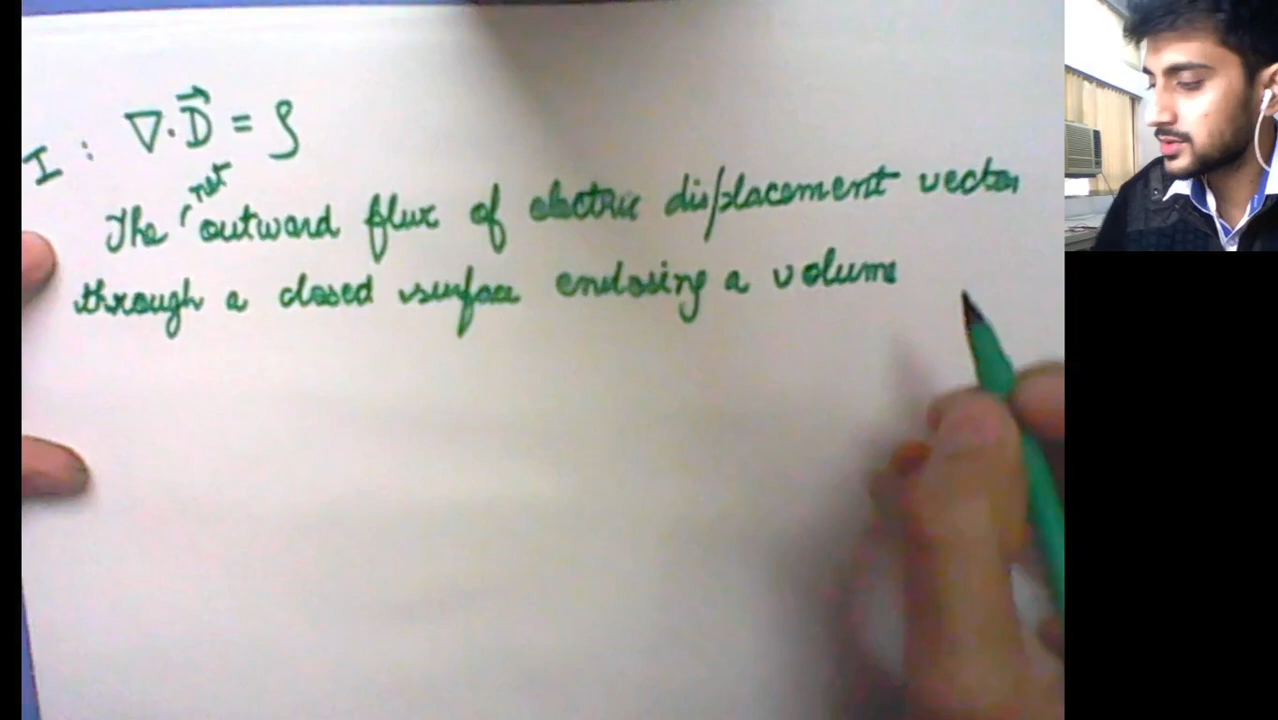 I : ∇·D⃗ = ρ
The net outward flux of electric displacement vector
through a closed surface enclosing a volume